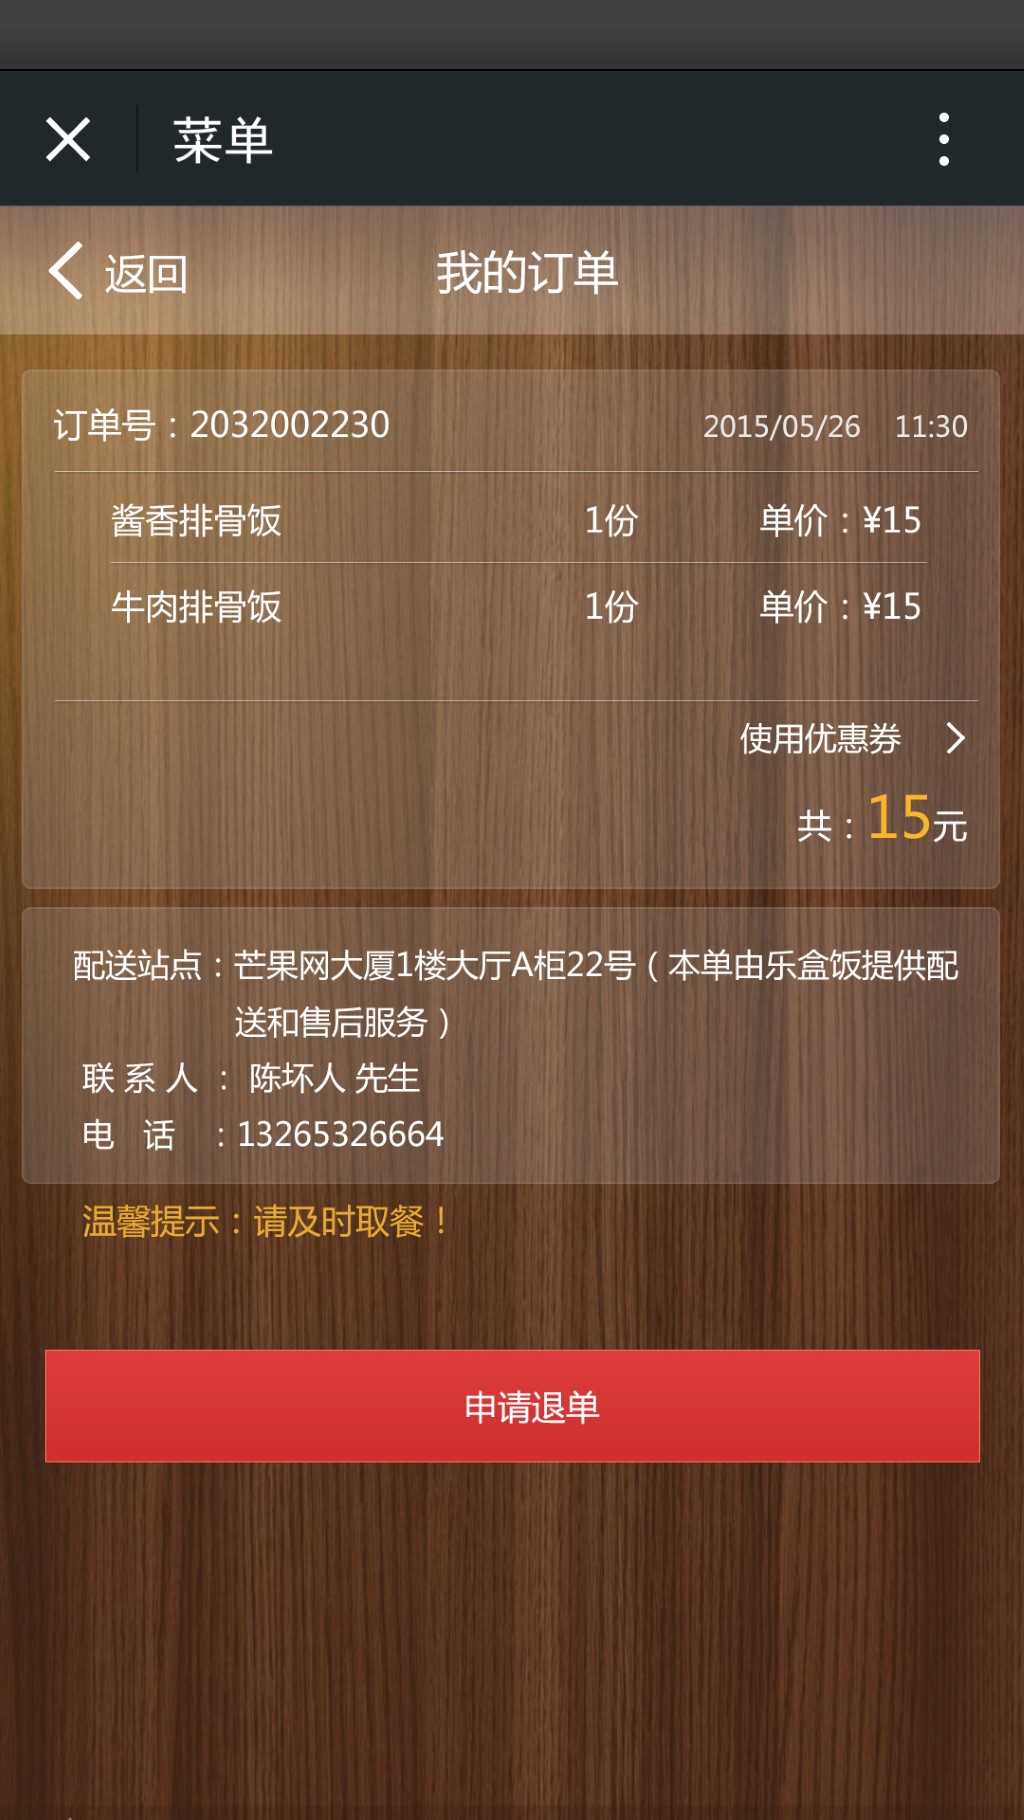 菜单
返回 我的订单
订单号：2032002230 2015/05/26 11:30
酱香排骨饭 1份 单价：¥15
牛肉排骨饭 1份 单价：¥15
使用优惠券
共：15元
配送站点：芒果网大厦1楼大厅A柜22号（本单由乐盒饭提供配
送和售后服务）
联系人：陈坏人 先生
电话：13265326664
温馨提示：请及时取餐！
申请退单